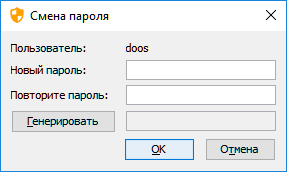 Смена пароля
Пользователь: doos
Новый пароль:
Повторите пароль:
Генерировать
OK Отмена